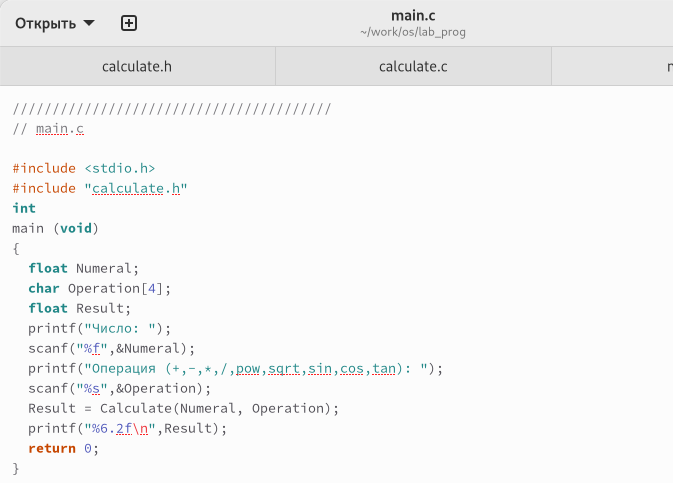 Открыть
main.c
~/work/os/lab_prog
calculate.h
calculate.c
////////////////////////////////////////
// main.c
#include <stdio.h>
#include "calculate.h"
int
main (void)
{
  float Numeral;
  char Operation[4];
  float Result;
  printf("Число: ");
  scanf("%f",&Numeral);
  printf("Операция (+,-,*,/,pow,sqrt,sin,cos,tan): ");
  scanf("%s",&Operation);
  Result = Calculate(Numeral, Operation);
  printf("%6.2f\n",Result);
  return 0;
}